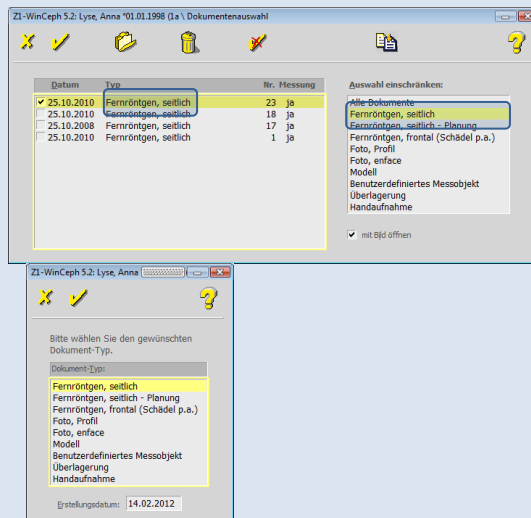 Z1-WinCeph 5.2: Lyse, Anna *01.01.1998 (1a \ Dokumentenauswahl
Datum Typ Nr. Messung
25.10.2010 Fernröntgen, seitlich 23 ja
25.10.2010 Fernröntgen, seitlich 18 ja
25.10.2008 Fernröntgen, seitlich 17 ja
25.10.2010 Fernröntgen, seitlich 1 ja
Auswahl einschränken:
Alle Dokumente
Fernröntgen, seitlich
Fernröntgen, seitlich - Planung
Fernröntgen, frontal (Schädel p.a.)
Foto, Profil
Foto, enface
Modell
Benutzerdefiniertes Messobjekt
Überlagerung
Handaufnahme
mit Bild öffnen
Z1-WinCeph 5.2: Lyse, Anna
Bitte wählen Sie den gewünschten
Dokument-Typ.
Dokument-Typ:
Fernröntgen, seitlich
Fernröntgen, seitlich - Planung
Fernröntgen, frontal (Schädel p.a.)
Foto, Profil
Foto, enface
Modell
Benutzerdefiniertes Messobjekt
Überlagerung
Handaufnahme
Erstellungsdatum: 14.02.2012